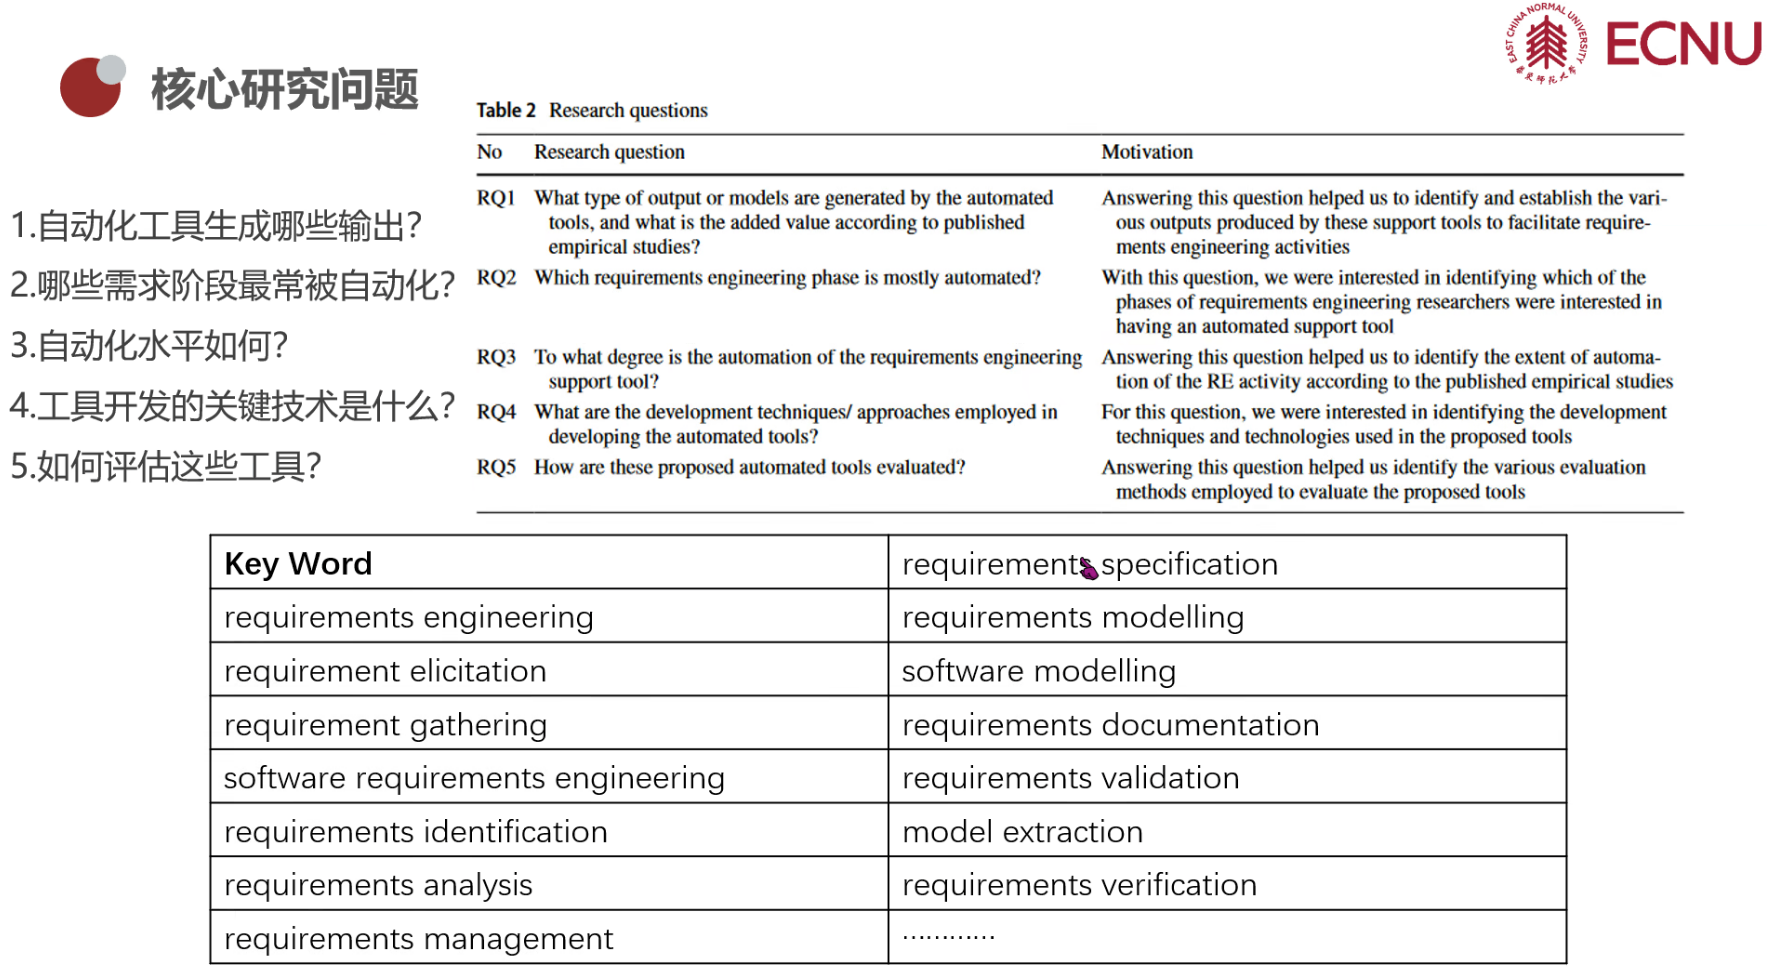 EAST CHINA NORMAL UNIVERSITY
华东师范大学
ECNU
核心研究问题
1.自动化工具生成哪些输出?
2.哪些需求阶段最常被自动化?
3.自动化水平如何?
4.工具开发的关键技术是什么?
5.如何评估这些工具?
Table 2 Research questions
No Research question Motivation
RQ1 What type of output or models are generated by the automated
tools, and what is the added value according to published
empirical studies?
Answering this question helped us to identify and establish the vari-
ous outputs produced by these support tools to facilitate require-
ments engineering activities
RQ2 Which requirements engineering phase is mostly automated?
With this question, we were interested in identifying which of the
phases of requirements engineering researchers were interested in
having an automated support tool
RQ3 To what degree is the automation of the requirements engineering
support tool?
Answering this question helped us to identify the extent of automa-
tion of the RE activity according to the published empirical studies
RQ4 What are the development techniques/ approaches employed in
developing the automated tools?
For this question, we were interested in identifying the development
techniques and technologies used in the proposed tools
RQ5 How are these proposed automated tools evaluated?
Answering this question helped us identify the various evaluation
methods employed to evaluate the proposed tools
Key Word requirements specification
requirements engineering requirements modelling
requirement elicitation software modelling
requirement gathering requirements documentation
software requirements engineering requirements validation
requirements identification model extraction
requirements analysis requirements verification
requirements management …………